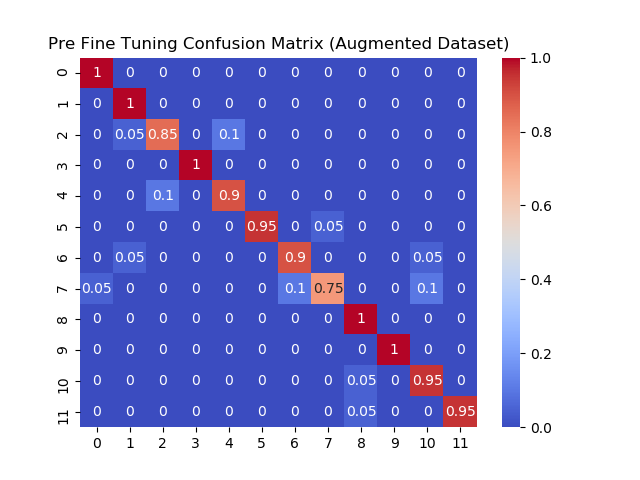 Pre Fine Tuning Confusion Matrix (Augmented Dataset)
0 1 0 0 0 0 0 0 0 0 0 0 0
1 0 1 0 0 0 0 0 0 0 0 0 0
2 0 0.05 0.85 0 0.1 0 0 0 0 0 0 0
3 0 0 0 1 0 0 0 0 0 0 0 0
4 0 0 0.1 0 0.9 0 0 0 0 0 0 0
5 0 0 0 0 0 0.95 0 0.05 0 0 0 0
6 0 0.05 0 0 0 0 0.9 0 0 0 0.05 0
7 0.05 0 0 0 0 0 0.1 0.75 0 0 0.1 0
8 0 0 0 0 0 0 0 0 1 0 0 0
9 0 0 0 0 0 0 0 0 0 1 0 0
10 0 0 0 0 0 0 0 0 0.05 0 0.95 0
11 0 0 0 0 0 0 0 0 0.05 0 0 0.95
0 1 2 3 4 5 6 7 8 9 10 11
1.0
0.8
0.6
0.4
0.2
0.0